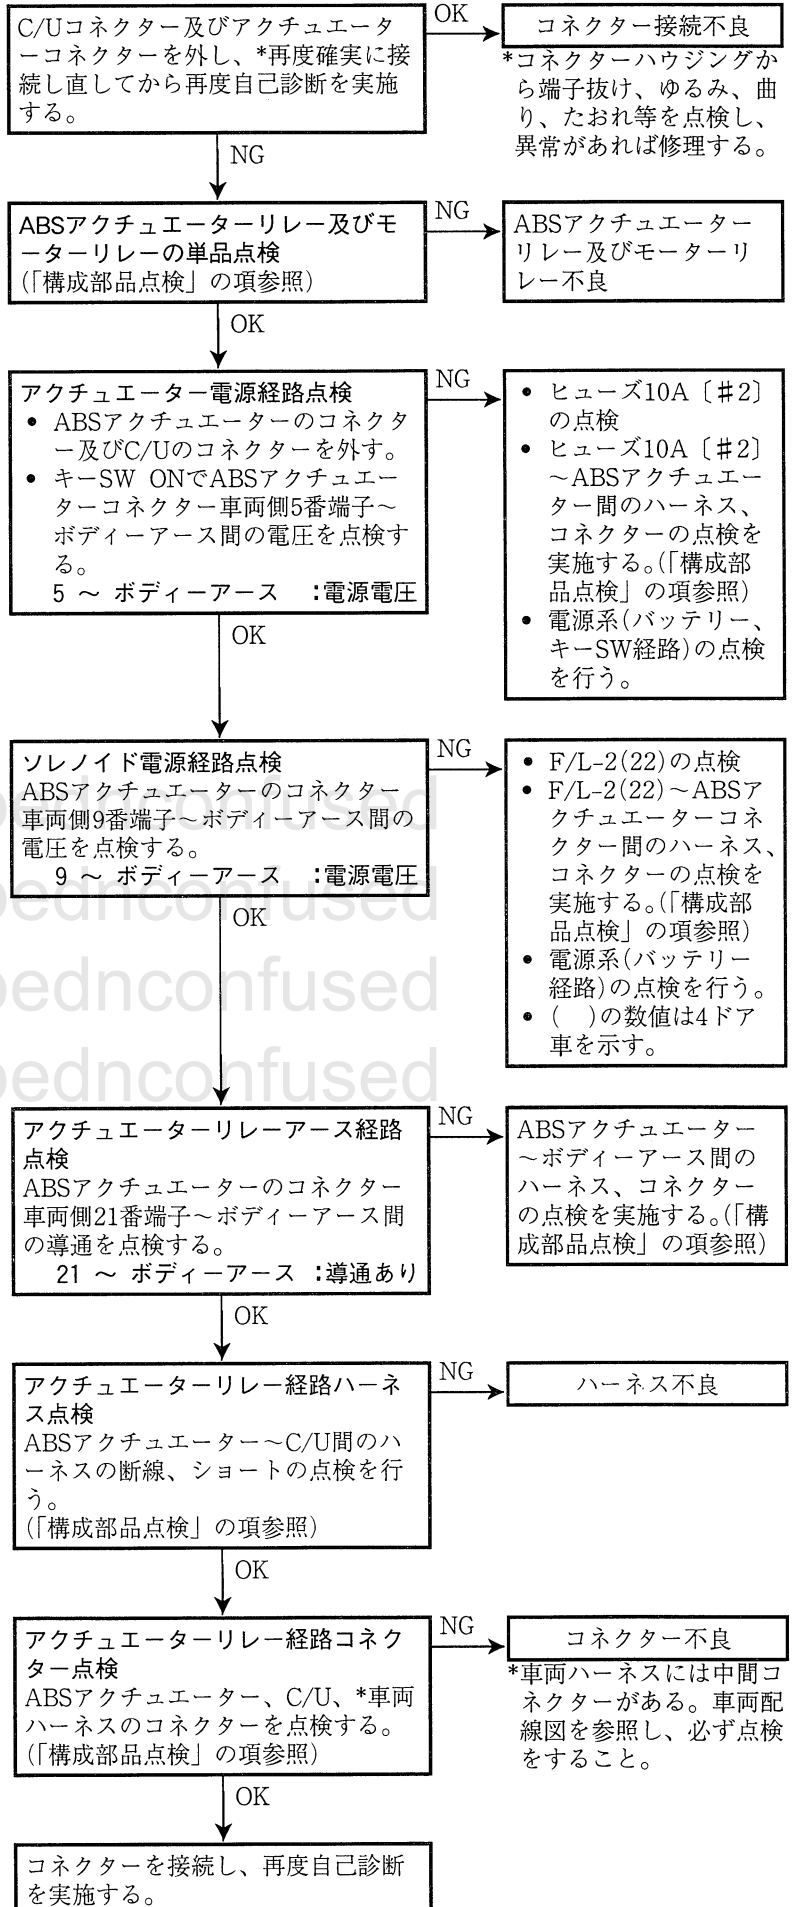 C/Uコネクター及びアクチュエータ
ーコネクターを外し、*再度確実に接
続し直してから再度自己診断を実施
する。
OK
コネクター接続不良
*コネクターハウジングか
ら端子抜け、ゆるみ、曲
り、たおれ等を点検し、
異常があれば修理する。
NG
ABSアクチュエーターリレー及びモ
ーターリレーの単品点検
(「構成部品点検」の項参照)
NG
ABSアクチュエーター
リレー及びモーターリ
レー不良
OK
アクチュエーター電源経路点検
• ABSアクチュエーターのコネクタ
ー及びC/Uのコネクターを外す。
• キーSW ONでABSアクチュエー
ターコネクター車両側5番端子～
ボディーアース間の電圧を点検す
る。
5 ～ ボディーアース :電源電圧
NG
• ヒューズ10A〔#2〕
の点検
• ヒューズ10A〔#2〕
～ABSアクチュエー
ター間のハーネス、
コネクターの点検を
実施する。(「構成部
品点検」の項参照)
• 電源系(バッテリー、
キーSW経路)の点検
を行う。
OK
ソレノイド電源経路点検
ABSアクチュエーターのコネクター
車両側9番端子～ボディーアース間の
電圧を点検する。
9 ～ ボディーアース :電源電圧
NG
• F/L-2(22)の点検
• F/L-2(22)～ABSア
クチュエーターコネ
クター間のハーネス、
コネクターの点検を
実施する。(「構成部
品点検」の項参照)
• 電源系(バッテリー
経路)の点検を行う。
• ( )の数値は4ドア
車を示す。
OK
pednconfused
pednconfused
pednconfused
pednconfused
アクチュエーターリレーアース経路
点検
ABSアクチュエーターのコネクター
車両側21番端子～ボディーアース間
の導通を点検する。
21 ～ ボディーアース :導通あり
NG
ABSアクチュエーター
～ボディーアース間の
ハーネス、コネクター
の点検を実施する。(「構
成部品点検」の項参照)
OK
アクチュエーターリレー経路ハーネ
ス点検
ABSアクチュエーター～C/U間のハ
ーネスの断線、ショートの点検を行
う。
(「構成部品点検」の項参照)
NG
ハーネス不良
OK
アクチュエーターリレー経路コネク
ター点検
ABSアクチュエーター、C/U、*車両
ハーネスのコネクターを点検する。
(「構成部品点検」の項参照)
NG
コネクター不良
*車両ハーネスには中間コ
ネクターがある。車両配
線図を参照し、必ず点検
をすること。
OK
コネクターを接続し、再度自己診断
を実施する。